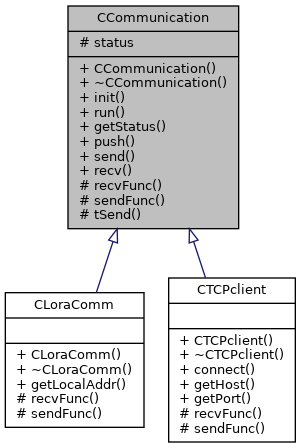 CCommunication
# status
+ CCommunication()
+ ~CCommunication()
+ init()
+ run()
+ getStatus()
+ push()
+ send()
+ recv()
# recvFunc()
# sendFunc()
# tSend()
CLoraComm
+ CLoraComm()
+ ~CLoraComm()
+ getLocalAddr()
# recvFunc()
# sendFunc()
CTCPclient
+ CTCPclient()
+ ~CTCPclient()
+ connect()
+ getHost()
+ getPort()
# recvFunc()
# sendFunc()